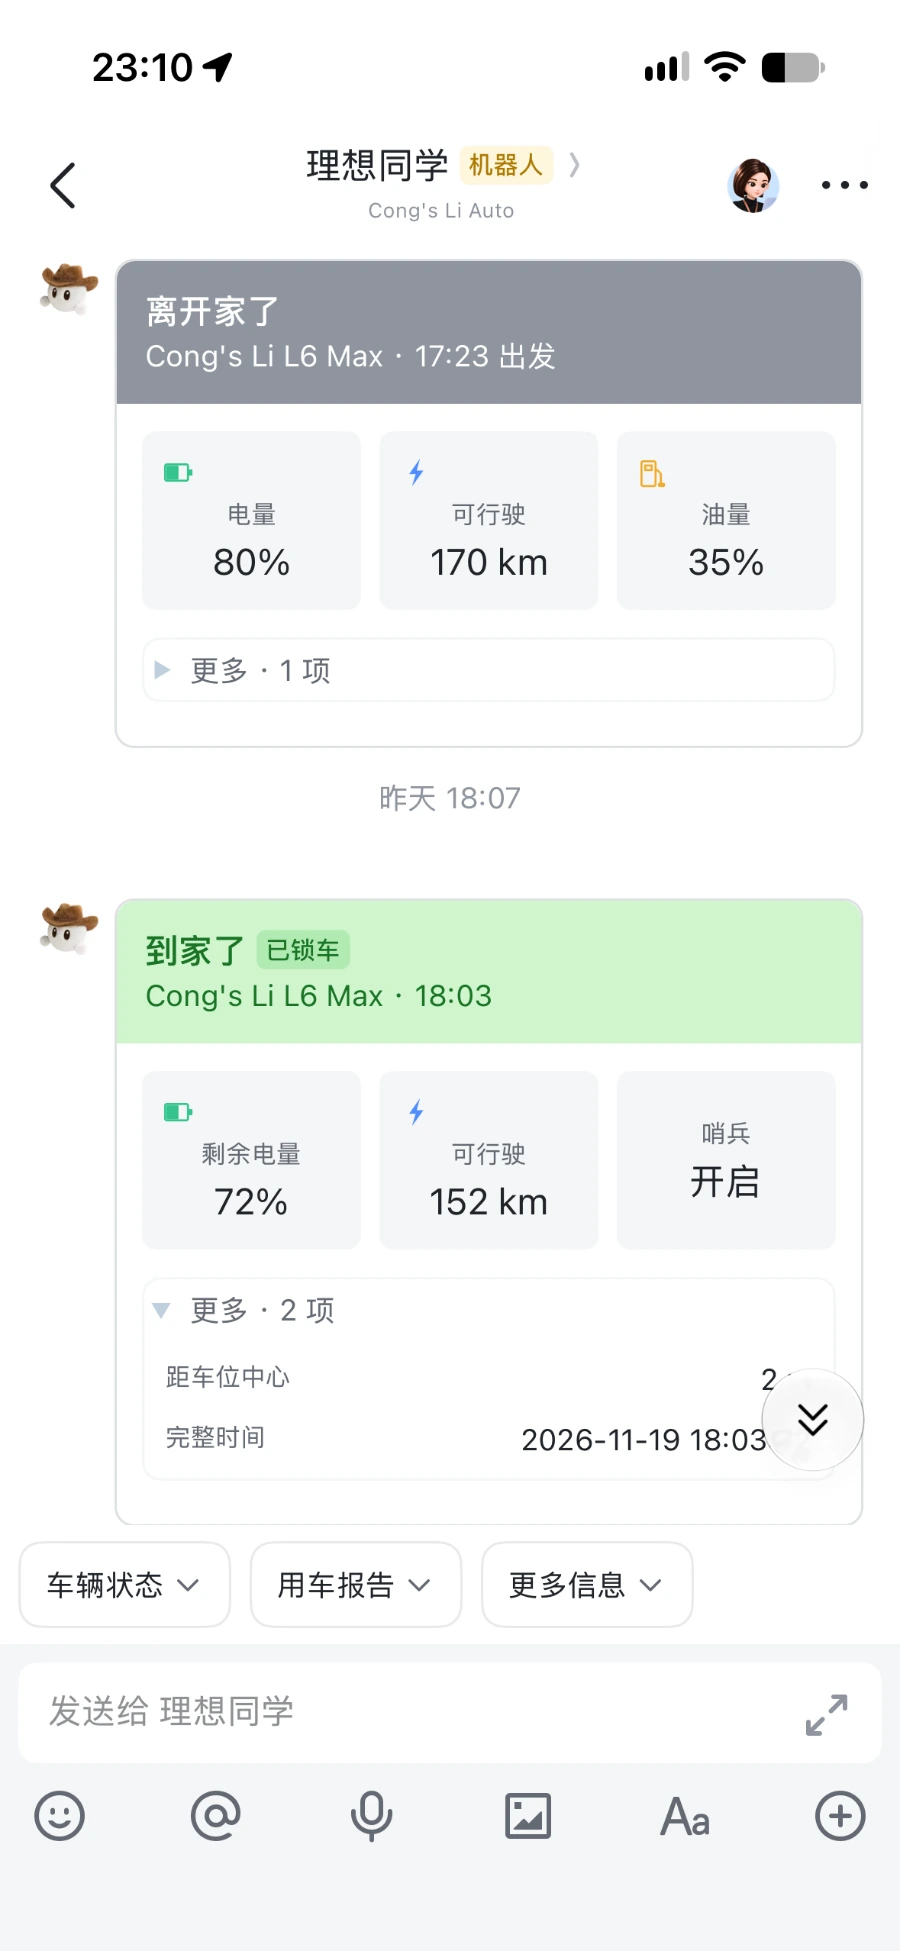 23:10
理想同学 机器人
Cong's Li Auto
离开家了
Cong's Li L6 Max · 17:23 出发
电量 可行驶 油量
80% 170 km 35%
更多 · 1 项
昨天 18:07
到家了 已锁车
Cong's Li L6 Max · 18:03
剩余电量 可行驶 哨兵
72% 152 km 开启
更多 · 2 项
距车位中心 2
完整时间 2026-11-19 18:03
车辆状态 用车报告 更多信息
发送给 理想同学
Aa